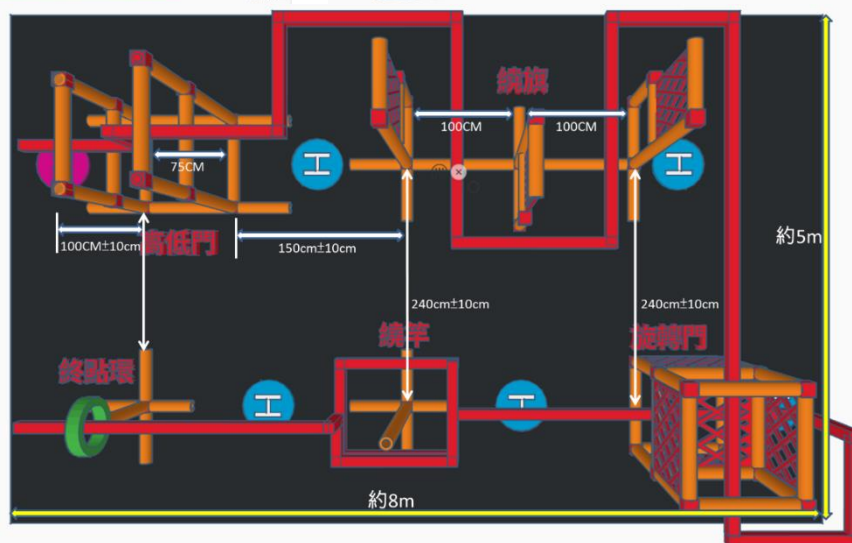 繞旗
100CM
100CM
75CM
H
H
100CM±10cm
高低門
150cm±10cm
約5m
240cm±10cm
240cm±10cm
繞竿
旋轉門
終點環
H
H
約8m